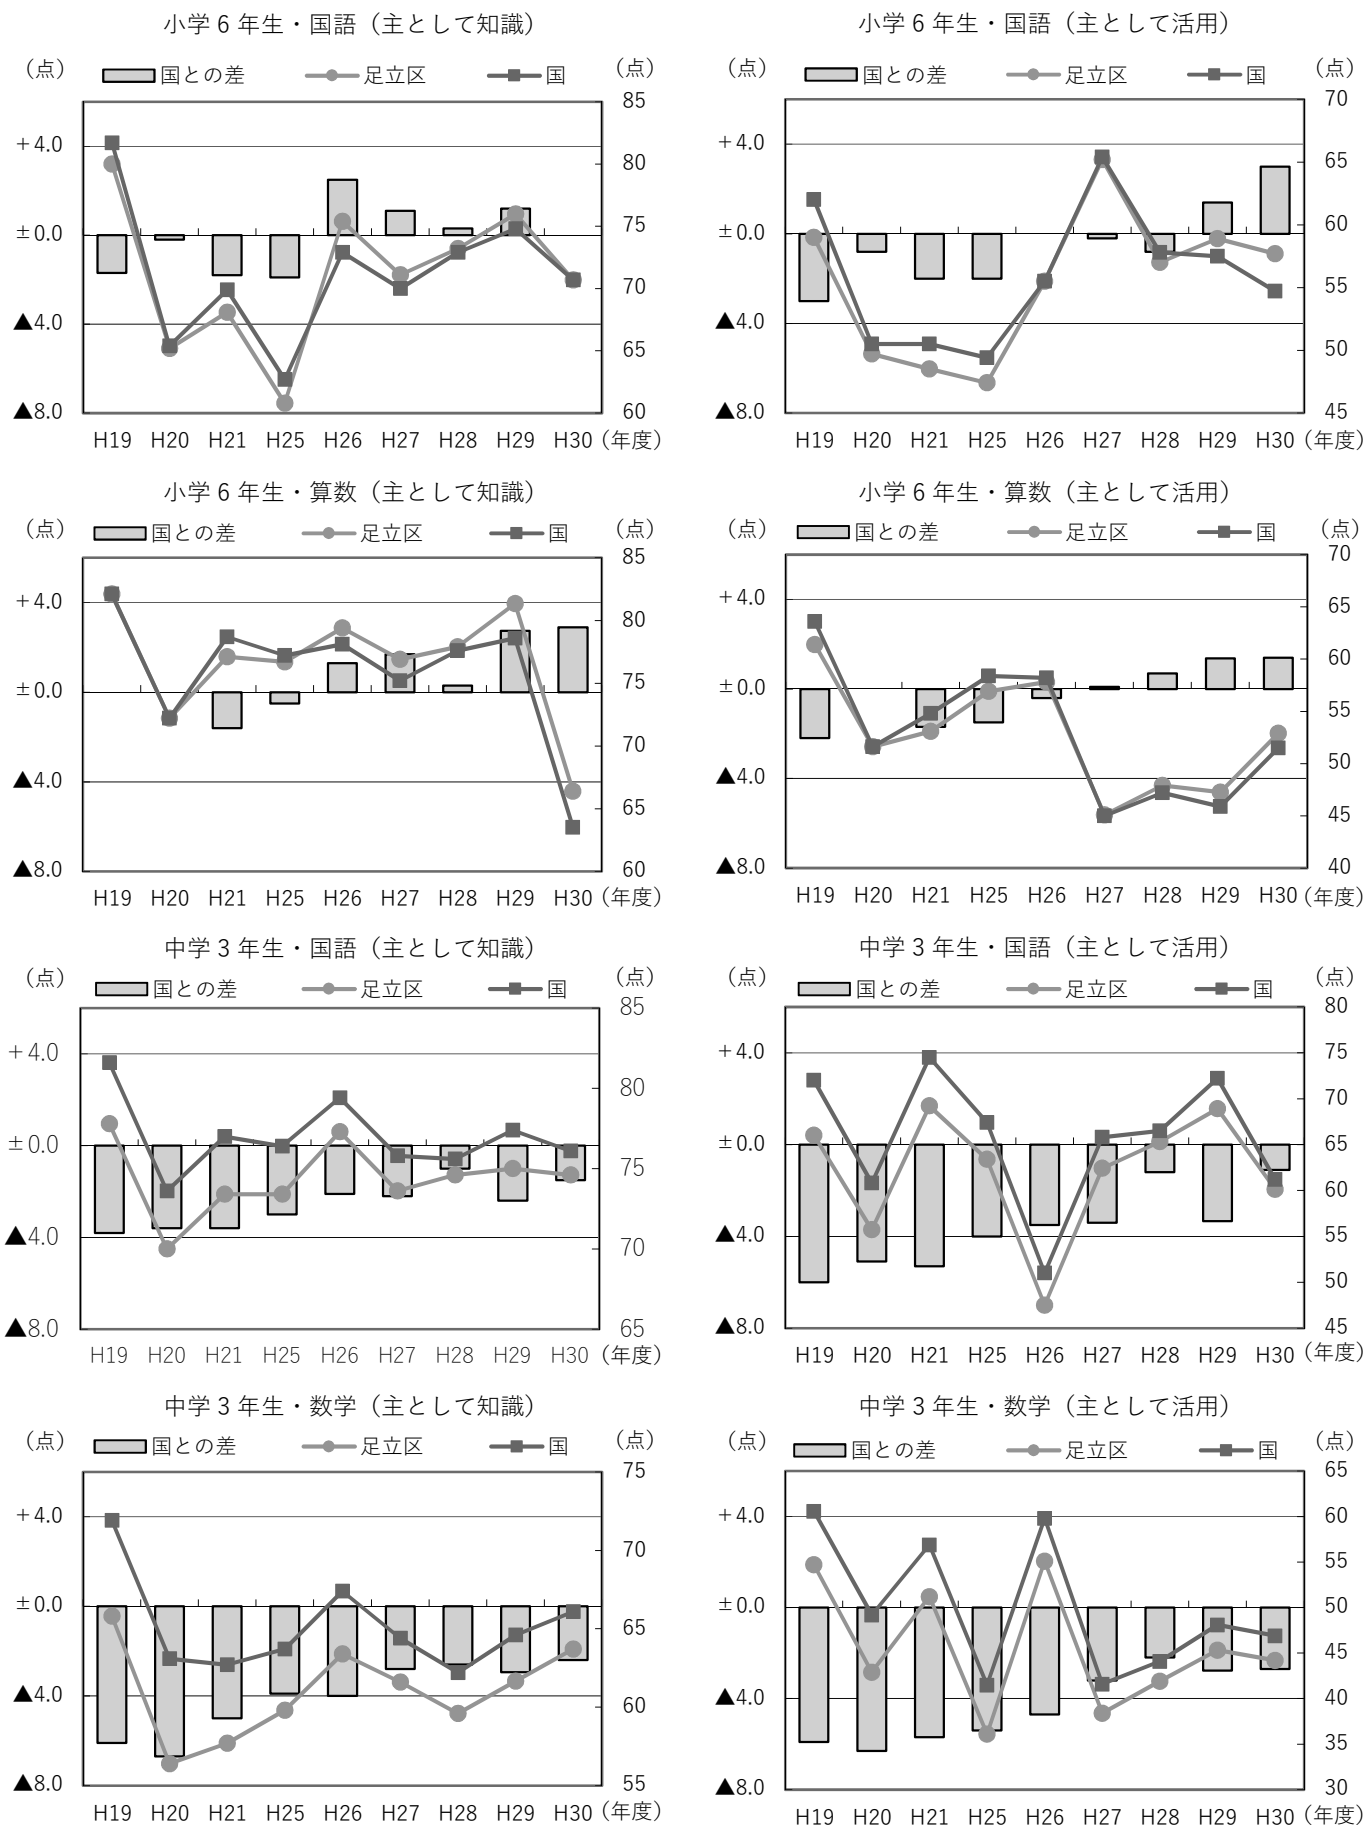 小学６年生・国語（主として知識）
（点）
国との差 足立区 国
（点）
＋4.0
±0.0
▲4.0
▲8.0
85
80
75
70
65
60
H19 H20 H21 H25 H26 H27 H28 H29 H30（年度）
小学６年生・国語（主として活用）
（点）
国との差 足立区 国
（点）
＋4.0
±0.0
▲4.0
▲8.0
70
65
60
55
50
45
H19 H20 H21 H25 H26 H27 H28 H29 H30（年度）
小学６年生・算数（主として知識）
（点）
国との差 足立区 国
（点）
＋4.0
±0.0
▲4.0
▲8.0
85
80
75
70
65
60
H19 H20 H21 H25 H26 H27 H28 H29 H30（年度）
小学６年生・算数（主として活用）
（点）
国との差 足立区 国
（点）
＋4.0
±0.0
▲4.0
▲8.0
70
65
60
55
50
45
40
H19 H20 H21 H25 H26 H27 H28 H29 H30（年度）
中学３年生・国語（主として知識）
（点）
国との差 足立区 国
（点）
＋4.0
±0.0
▲4.0
▲8.0
85
80
75
70
65
H19 H20 H21 H25 H26 H27 H28 H29 H30（年度）
中学３年生・国語（主として活用）
（点）
国との差 足立区 国
（点）
＋4.0
±0.0
▲4.0
▲8.0
80
75
70
65
60
55
50
45
H19 H20 H21 H25 H26 H27 H28 H29 H30（年度）
中学３年生・数学（主として知識）
（点）
国との差 足立区 国
（点）
＋4.0
±0.0
▲4.0
▲8.0
75
70
65
60
55
H19 H20 H21 H25 H26 H27 H28 H29 H30（年度）
中学３年生・数学（主として活用）
（点）
国との差 足立区 国
（点）
＋4.0
±0.0
▲4.0
▲8.0
65
60
55
50
45
40
35
30
H19 H20 H21 H25 H26 H27 H28 H29 H30（年度）